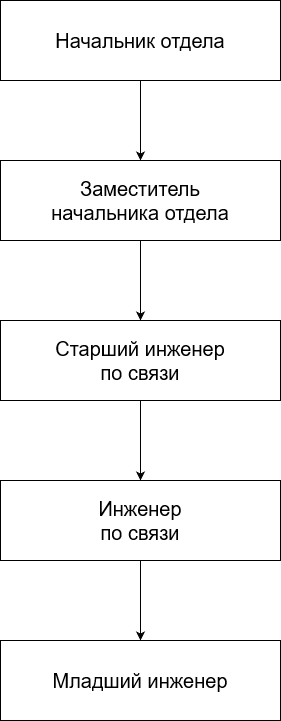 Начальник отдела
Заместитель
начальника отдела
Старший инженер
по связи
Инженер
по связи
Младший инженер